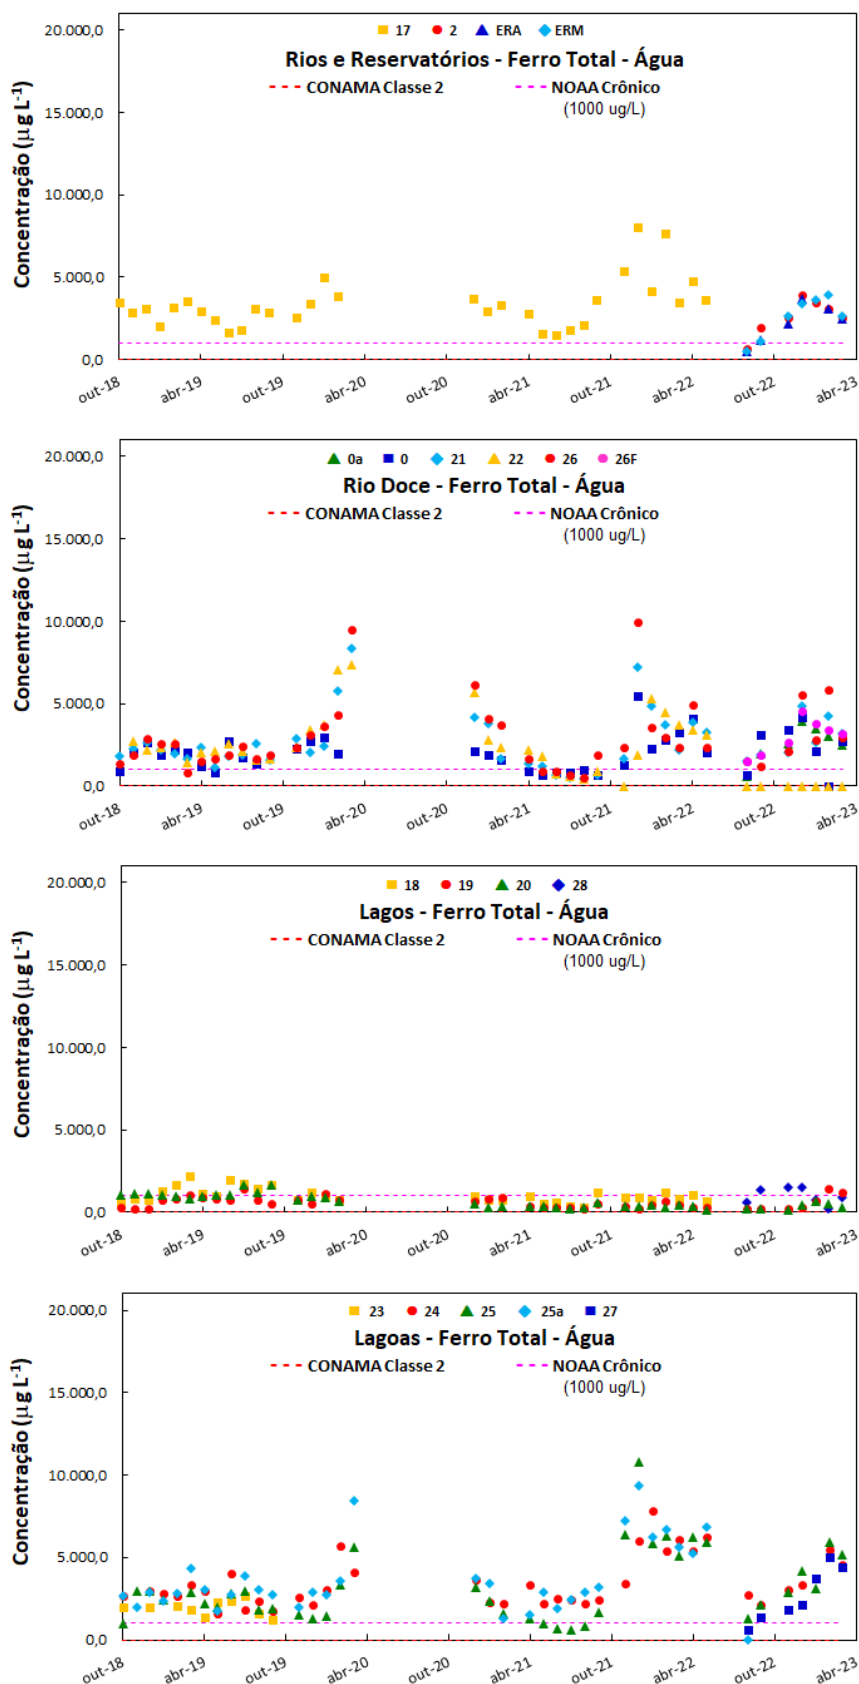 17 2 ERA ERM
Rios e Reservatórios - Ferro Total - Água
CONAMA Classe 2 NOAA Crônico
(1000 ug/L)
Concentração (µg L-1)
20.000,0
15.000,0
10.000,0
5.000,0
0,0
out-18 abr-19 out-19 abr-20 out-20 abr-21 out-21 abr-22 out-22 abr-23
0a 0 21 22 26 26F
Rio Doce - Ferro Total - Água
CONAMA Classe 2 NOAA Crônico
(1000 ug/L)
Concentração (µg L-1)
20.000,0
15.000,0
10.000,0
5.000,0
0,0
out-18 abr-19 out-19 abr-20 out-20 abr-21 out-21 abr-22 out-22 abr-23
18 19 20 28
Lagos - Ferro Total - Água
CONAMA Classe 2 NOAA Crônico
(1000 ug/L)
Concentração (µg L-1)
20.000,0
15.000,0
10.000,0
5.000,0
0,0
out-18 abr-19 out-19 abr-20 out-20 abr-21 out-21 abr-22 out-22 abr-23
23 24 25 25a 27
Lagoas - Ferro Total - Água
CONAMA Classe 2 NOAA Crônico
(1000 ug/L)
Concentração (µg L-1)
20.000,0
15.000,0
10.000,0
5.000,0
0,0
out-18 abr-19 out-19 abr-20 out-20 abr-21 out-21 abr-22 out-22 abr-23